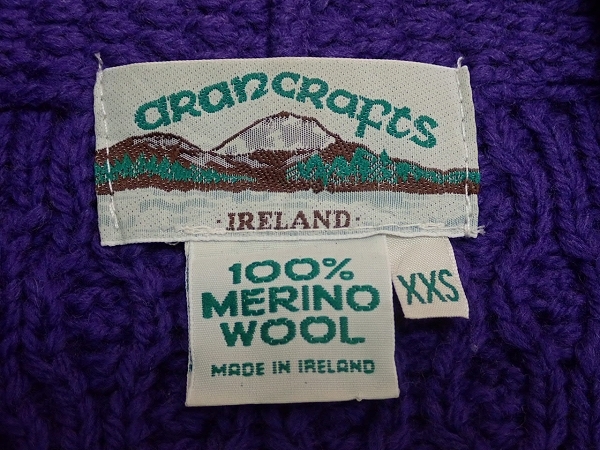 arancrafts
·IRELAND·
100%
MERINO
WOOL
MADE IN IRELAND
XXS